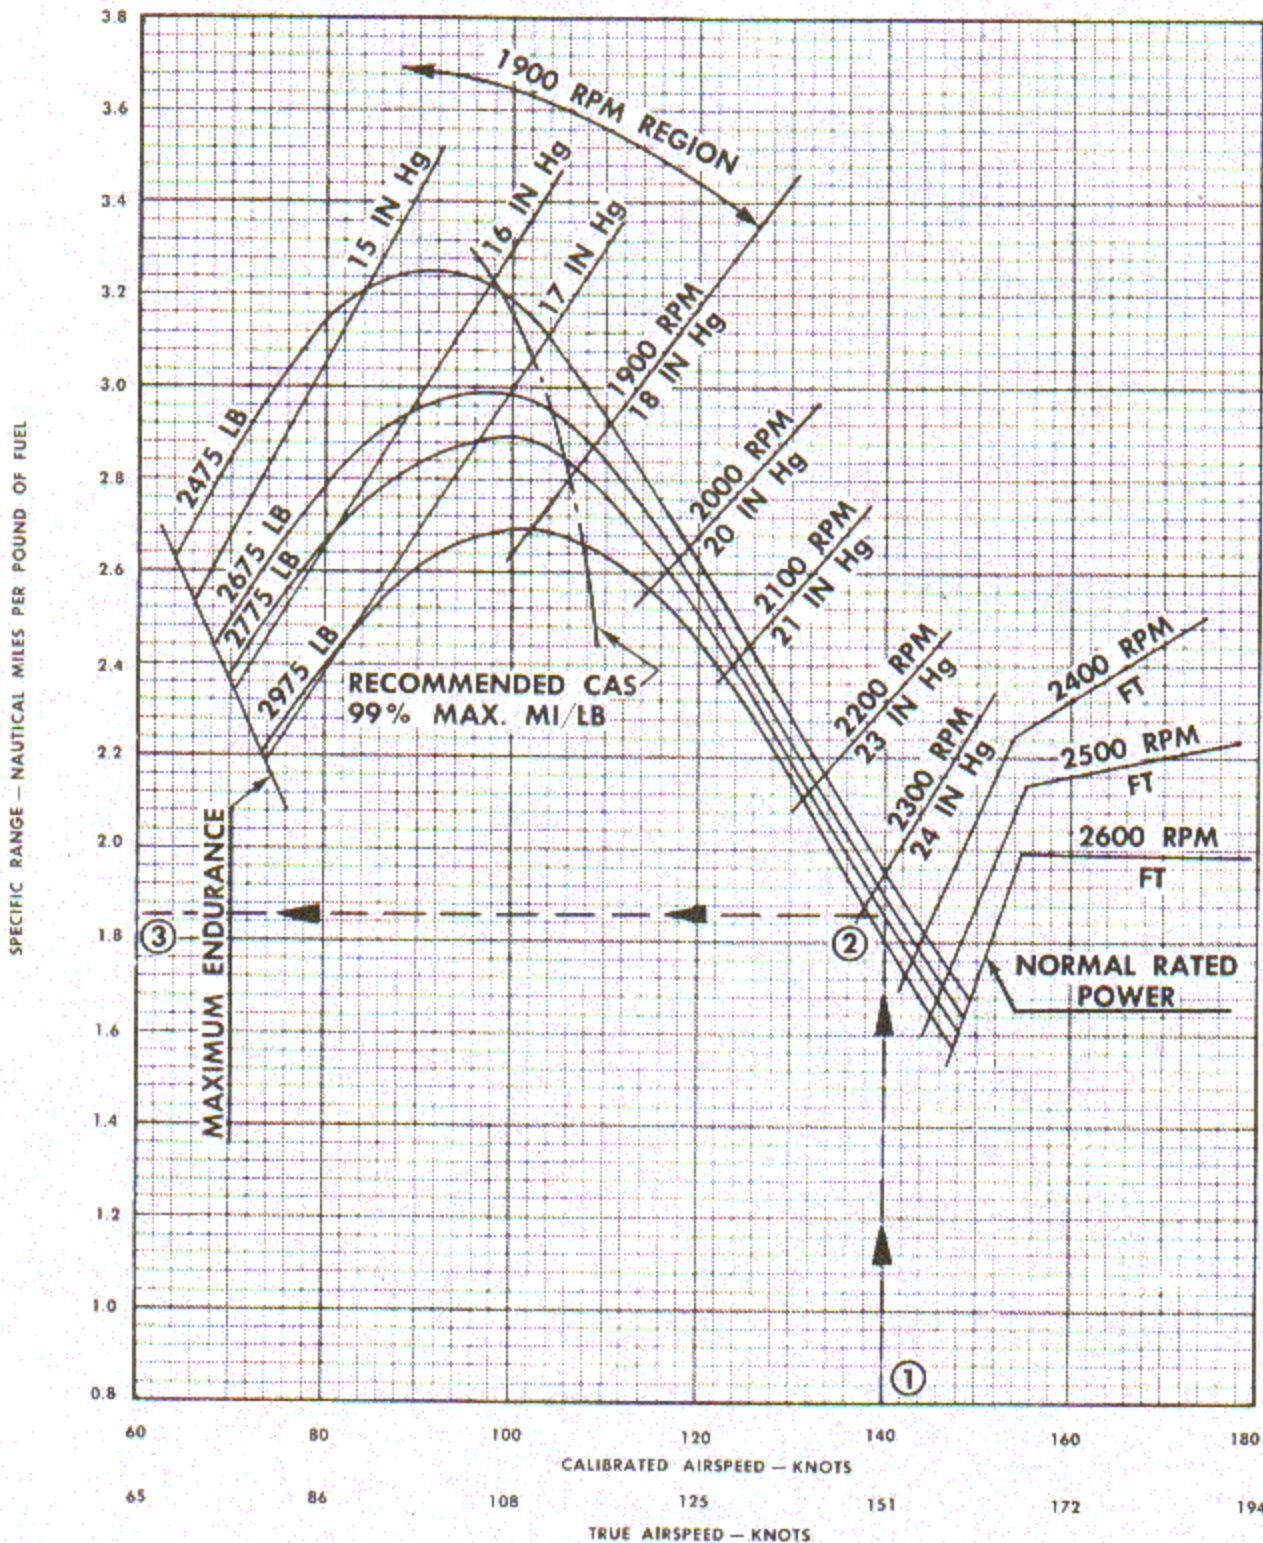 3.8
3.6
3.4
3.2
3.0
2.8
2.6
2.4
2.2
2.0
1.8
1.6
1.4
1.2
1.0
0.8
SPECIFIC RANGE — NAUTICAL MILES PER POUND OF FUEL
1900 RPM REGION
15 IN Hg
16 IN Hg
17 IN Hg
1900 RPM
18 IN Hg
2000 RPM
20 IN Hg
2100 RPM
21 IN Hg
2200 RPM
23 IN Hg
2300 RPM
24 IN Hg
2400 RPM
FT
2500 RPM
FT
2600 RPM
FT
2475 LB
2675 LB
2775 LB
2975 LB
RECOMMENDED CAS
99% MAX. MI/LB
MAXIMUM ENDURANCE
NORMAL RATED
POWER
3
2
1
60 80 100 120 140 160 180
CALIBRATED AIRSPEED — KNOTS
65 86 108 125 151 172 194
TRUE AIRSPEED — KNOTS